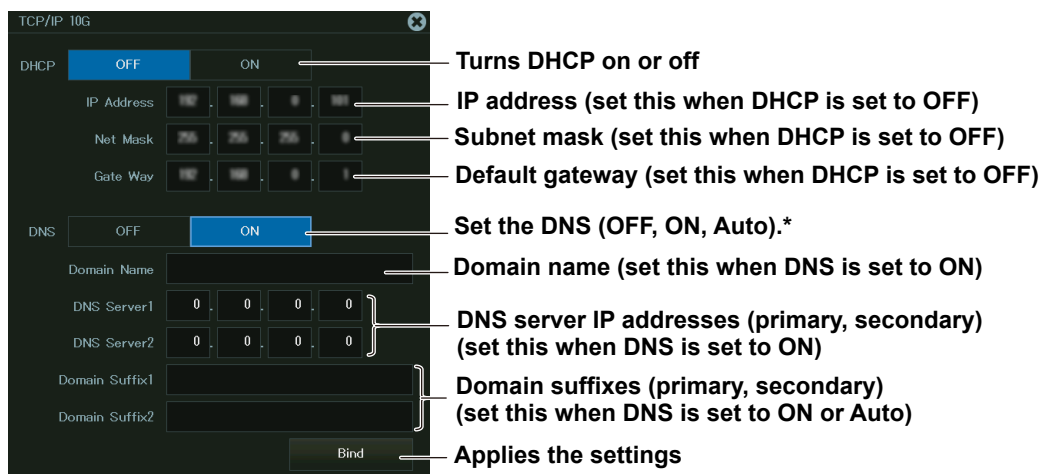 TCP/IP 10G
DHCP OFF ON Turns DHCP on or off
IP Address IP address (set this when DHCP is set to OFF)
Net Mask Subnet mask (set this when DHCP is set to OFF)
Gate Way Default gateway (set this when DHCP is set to OFF)
DNS OFF ON Set the DNS (OFF, ON, Auto).*
Domain Name Domain name (set this when DNS is set to ON)
DNS Server1 0 . 0 . 0 . 0
DNS Server2 0 . 0 . 0 . 0
DNS server IP addresses (primary, secondary)
(set this when DNS is set to ON)
Domain Suffix1
Domain Suffix2
Domain suffixes (primary, secondary)
(set this when DNS is set to ON or Auto)
Bind Applies the settings